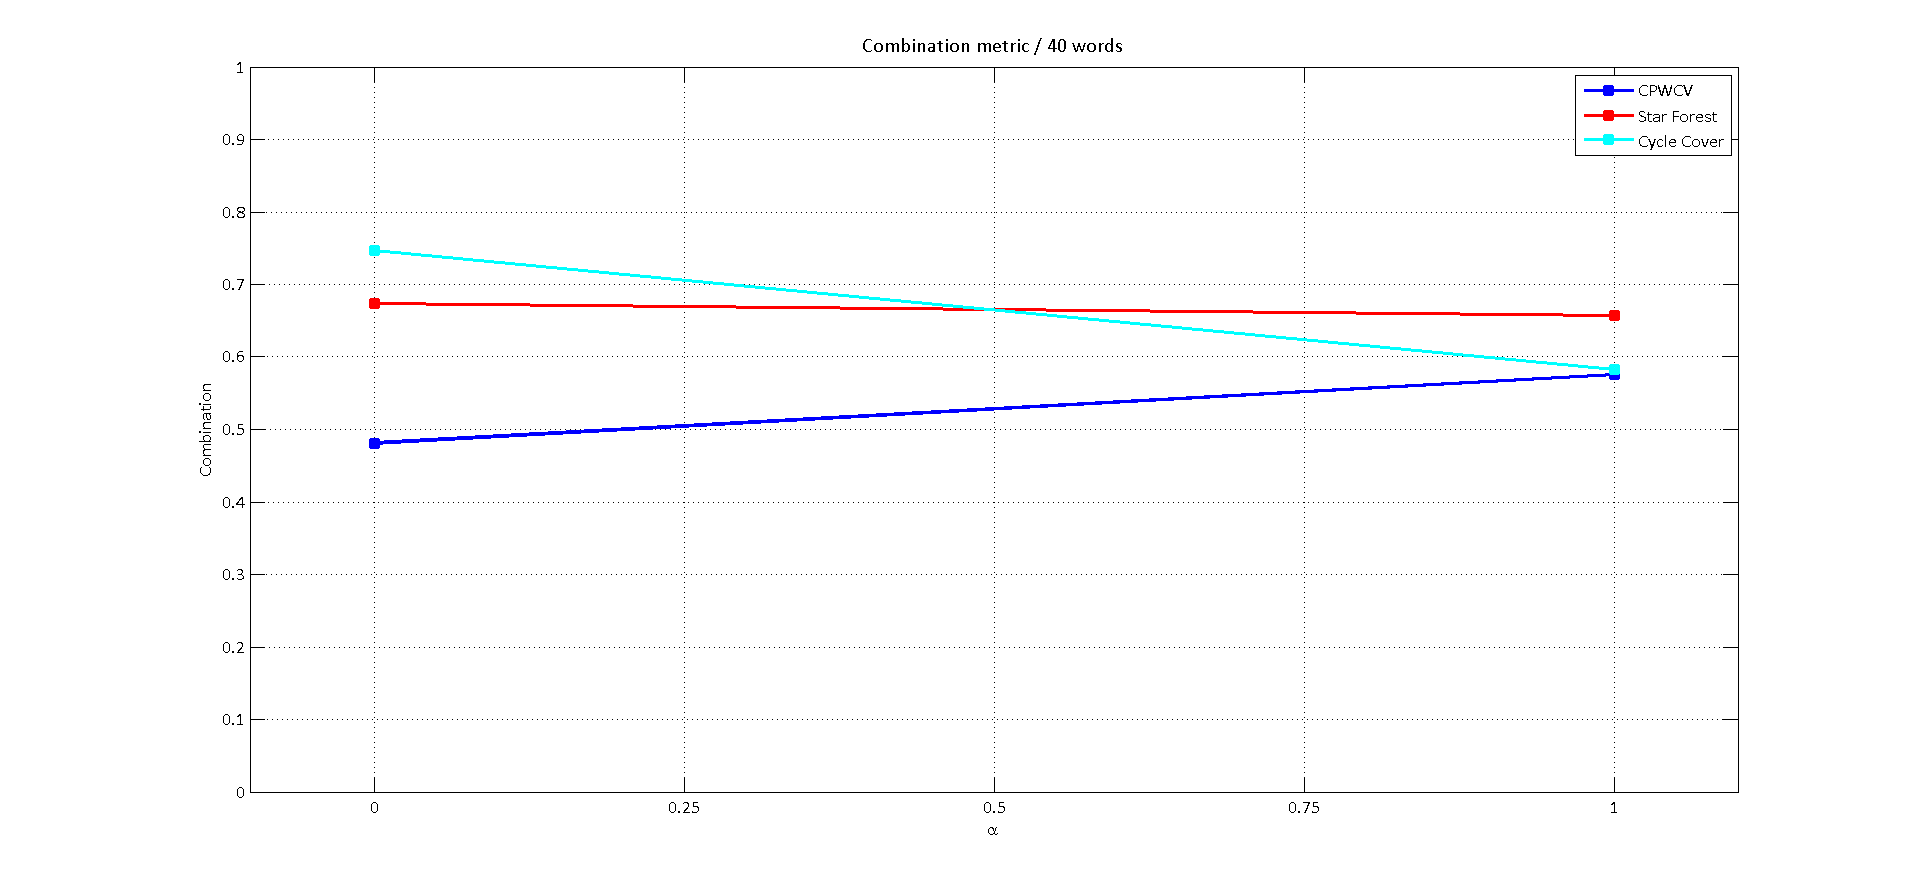 Combination metric / 40 words
1
0.9
0.8
0.7
0.6
0.5
0.4
0.3
0.2
0.1
0
Combination
CPWCV
Star Forest
Cycle Cover
0 0.25 0.5 0.75 1
α